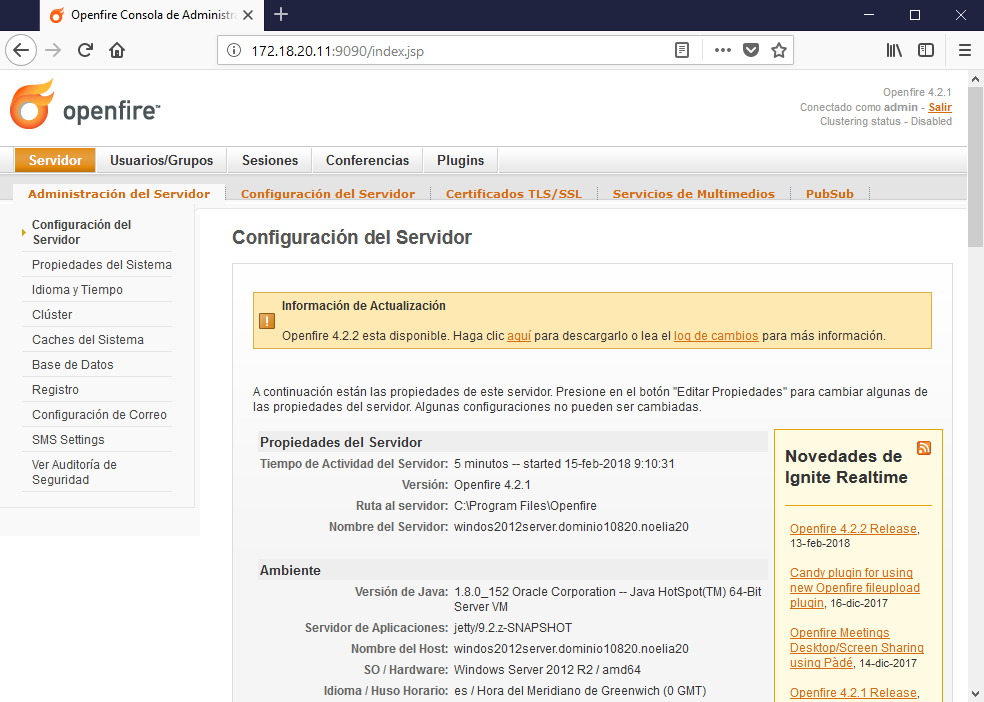 Openfire Consola de Administra
172.18.20.11:9090/index.jsp
openfire™
Openfire 4.2.1
Conectado como admin - Salir
Clustering status - Disabled
Servidor Usuarios/Grupos Sesiones Conferencias Plugins
Administración del Servidor Configuración del Servidor Certificados TLS/SSL Servicios de Multimedios PubSub
Configuración del
Servidor
Propiedades del Sistema
Idioma y Tiempo
Clúster
Caches del Sistema
Base de Datos
Registro
Configuración de Correo
SMS Settings
Ver Auditoría de
Seguridad
Configuración del Servidor
Información de Actualización
Openfire 4.2.2 esta disponible. Haga clic aquí para descargarlo o lea el log de cambios para más información.
A continuación están las propiedades de este servidor. Presione en el botón "Editar Propiedades" para cambiar algunas de
las propiedades del servidor. Algunas configuraciones no pueden ser cambiadas.
Propiedades del Servidor
Tiempo de Actividad del Servidor: 5 minutos -- started 15-feb-2018 9:10:31
Versión: Openfire 4.2.1
Ruta al servidor: C:\Program Files\Openfire
Nombre del Servidor: windos2012server.dominio10820.noelia20
Ambiente
Versión de Java: 1.8.0_152 Oracle Corporation -- Java HotSpot(TM) 64-Bit
Server VM
Servidor de Aplicaciones: jetty/9.2.z-SNAPSHOT
Nombre del Host: windos2012server.dominio10820.noelia20
SO / Hardware: Windows Server 2012 R2 / amd64
Idioma / Huso Horario: es / Hora del Meridiano de Greenwich (0 GMT)
Novedades de
Ignite Realtime
Openfire 4.2.2 Release,
13-feb-2018
Candy plugin for using
new Openfire fileupload
plugin, 16-dic-2017
Openfire Meetings
Desktop/Screen Sharing
using Pàdé, 14-dic-2017
Openfire 4.2.1 Release,